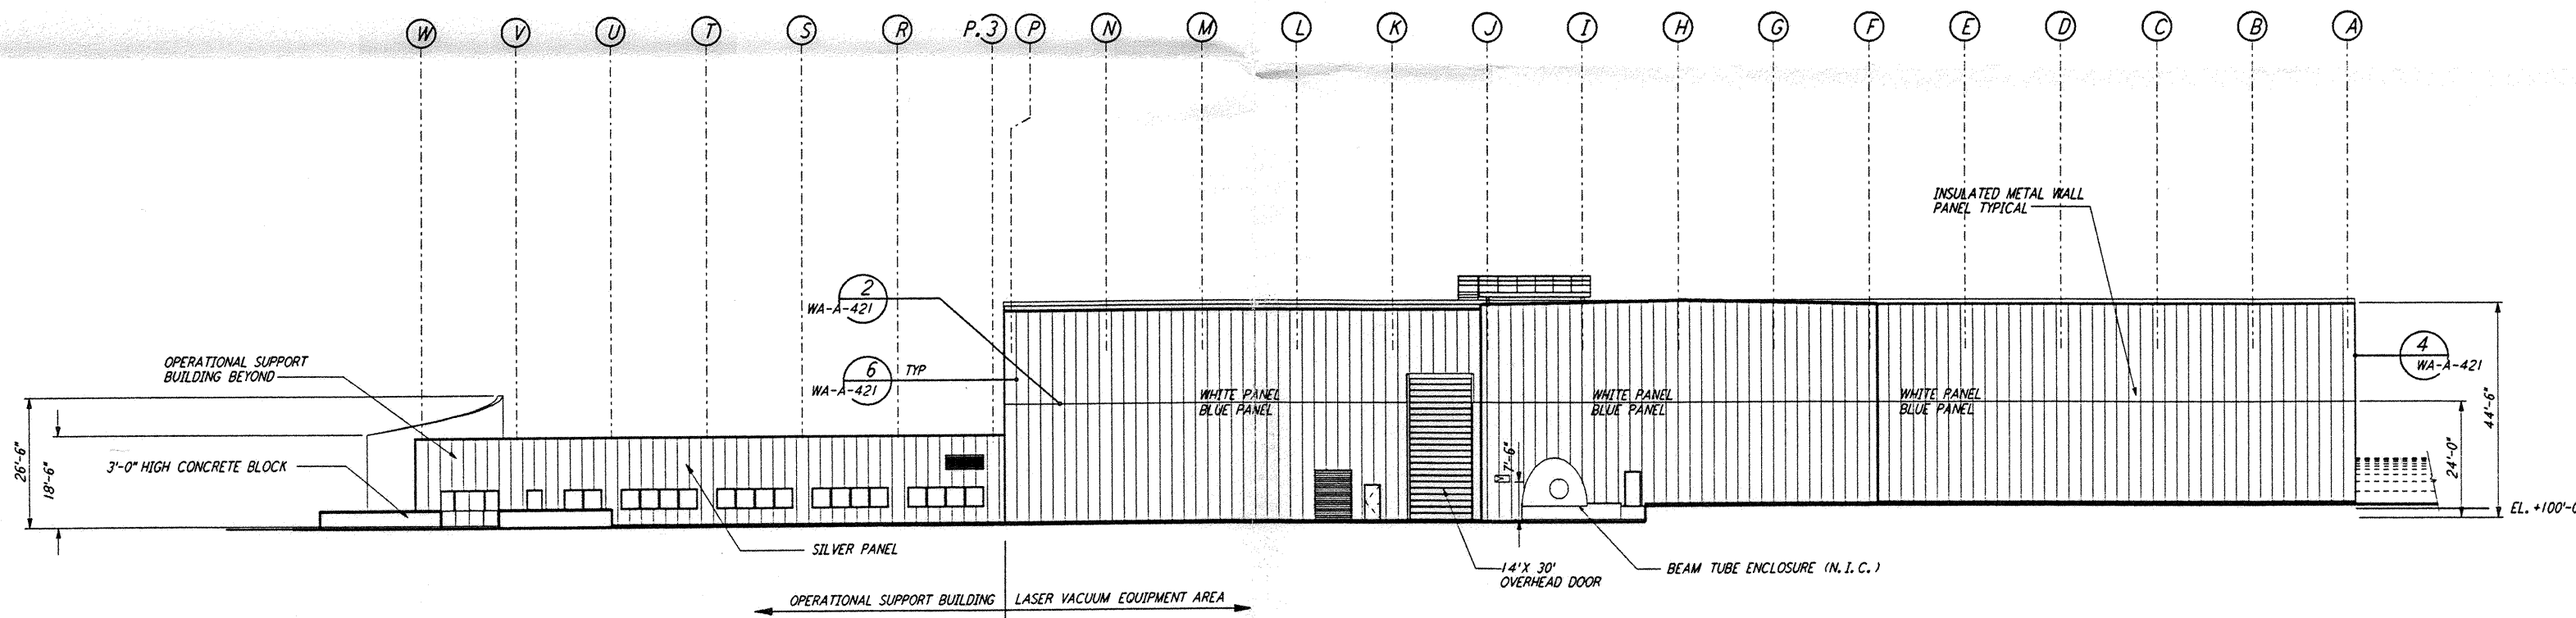 W V U T S R P.3 P N M L K J I H G F E D C B A
INSULATED METAL WALL
PANEL TYPICAL
2
WA-A-421
OPERATIONAL SUPPORT
BUILDING BEYOND
6 TYP
WA-A-421
4
WA-A-421
WHITE PANEL
BLUE PANEL
WHITE PANEL
BLUE PANEL
WHITE PANEL
BLUE PANEL
26'-6"
18'-6"
3'-0" HIGH CONCRETE BLOCK
7'-6"
44'-6"
24'-0"
EL. +100'-0
SILVER PANEL
14'X 30'
OVERHEAD DOOR
BEAM TUBE ENCLOSURE (N.I.C.)
OPERATIONAL SUPPORT BUILDING
LASER VACUUM EQUIPMENT AREA